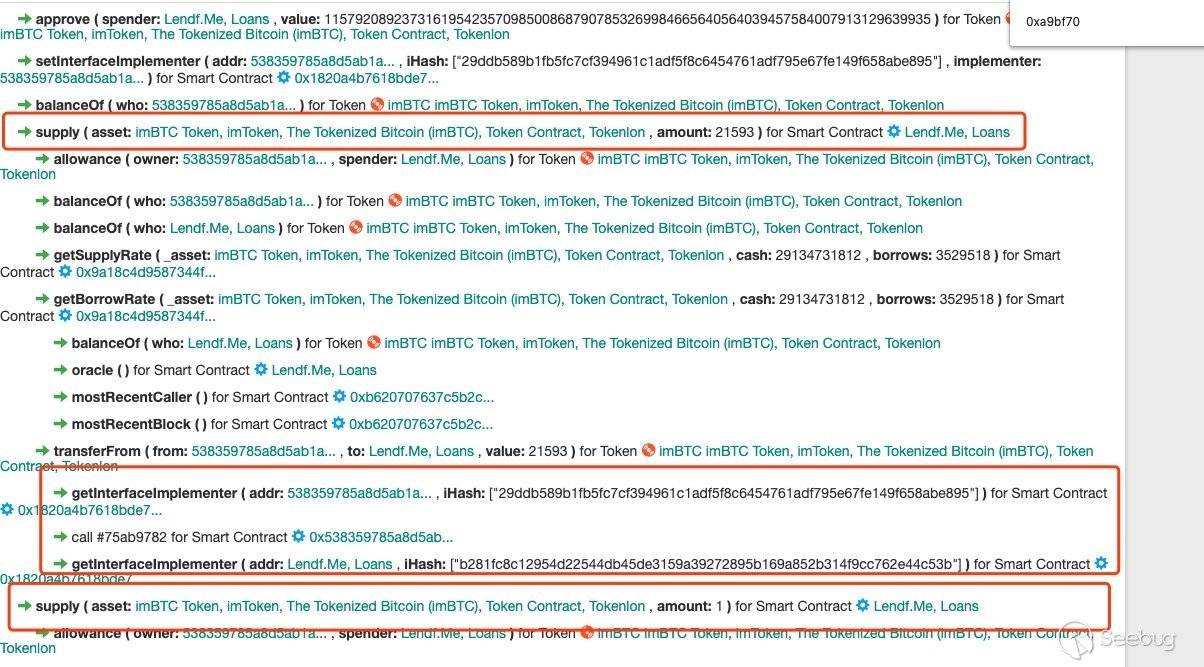 approve ( spender: Lendf.Me, Loans , value: 115792089237316195423570985008687907853269984665640564039457584007913129639935 ) for Token
imBTC Token, imToken, The Tokenized Bitcoin (imBTC), Token Contract, Tokenlon
0xa9bf70
setInterfaceImplementer ( addr: 538359785a8d5ab1a... , iHash: ["29ddb589b1fb5fc7cf394961c1adf5f8c6454761adf795e67fe149f658abe895"] , implementer:
538359785a8d5ab1a... ) for Smart Contract 0x1820a4b7618bde7...
balanceOf ( who: 538359785a8d5ab1a... ) for Token imBTC imBTC Token, imToken, The Tokenized Bitcoin (imBTC), Token Contract, Tokenlon
supply ( asset: imBTC Token, imToken, The Tokenized Bitcoin (imBTC), Token Contract, Tokenlon , amount: 21593 ) for Smart Contract Lendf.Me, Loans
allowance ( owner: 538359785a8d5ab1a... , spender: Lendf.Me, Loans ) for Token imBTC imBTC Token, imToken, The Tokenized Bitcoin (imBTC), Token Contract,
Tokenlon
balanceOf ( who: 538359785a8d5ab1a... ) for Token imBTC imBTC Token, imToken, The Tokenized Bitcoin (imBTC), Token Contract, Tokenlon
balanceOf ( who: Lendf.Me, Loans ) for Token imBTC imBTC Token, imToken, The Tokenized Bitcoin (imBTC), Token Contract, Tokenlon
getSupplyRate ( _asset: imBTC Token, imToken, The Tokenized Bitcoin (imBTC), Token Contract, Tokenlon , cash: 29134731812 , borrows: 3529518 ) for Smart
Contract 0x9a18c4d9587344f...
getBorrowRate ( _asset: imBTC Token, imToken, The Tokenized Bitcoin (imBTC), Token Contract, Tokenlon , cash: 29134731812 , borrows: 3529518 ) for Smart
Contract 0x9a18c4d9587344f...
balanceOf ( who: Lendf.Me, Loans ) for Token imBTC imBTC Token, imToken, The Tokenized Bitcoin (imBTC), Token Contract, Tokenlon
oracle ( ) for Smart Contract Lendf.Me, Loans
mostRecentCaller ( ) for Smart Contract 0xb620707637c5b2c...
mostRecentBlock ( ) for Smart Contract 0xb620707637c5b2c...
transferFrom ( from: 538359785a8d5ab1a... , to: Lendf.Me, Loans , value: 21593 ) for Token imBTC imBTC Token, imToken, The Tokenized Bitcoin (imBTC), Token
Contract, Tokenlon
getInterfaceImplementer ( addr: 538359785a8d5ab1a... , iHash: ["29ddb589b1fb5fc7cf394961c1adf5f8c6454761adf795e67fe149f658abe895"] ) for Smart Contract
0x1820a4b7618bde7...
call #75ab9782 for Smart Contract 0x538359785a8d5ab...
getInterfaceImplementer ( addr: Lendf.Me, Loans , iHash: ["b281fc8c12954d22544db45de3159a39272895b169a852b314f9cc762e44c53b"] ) for Smart Contract
0x1820a4b7618bde7
supply ( asset: imBTC Token, imToken, The Tokenized Bitcoin (imBTC), Token Contract, Tokenlon , amount: 1 ) for Smart Contract Lendf.Me, Loans
allowance ( owner: 538359785a8d5ab1a... , spender: Lendf.Me, Loans ) for Token imBTC imBTC Token, imToken, The Tokenized Bitcoin (imBTC), Token Contract,
Tokenlon
Seebug